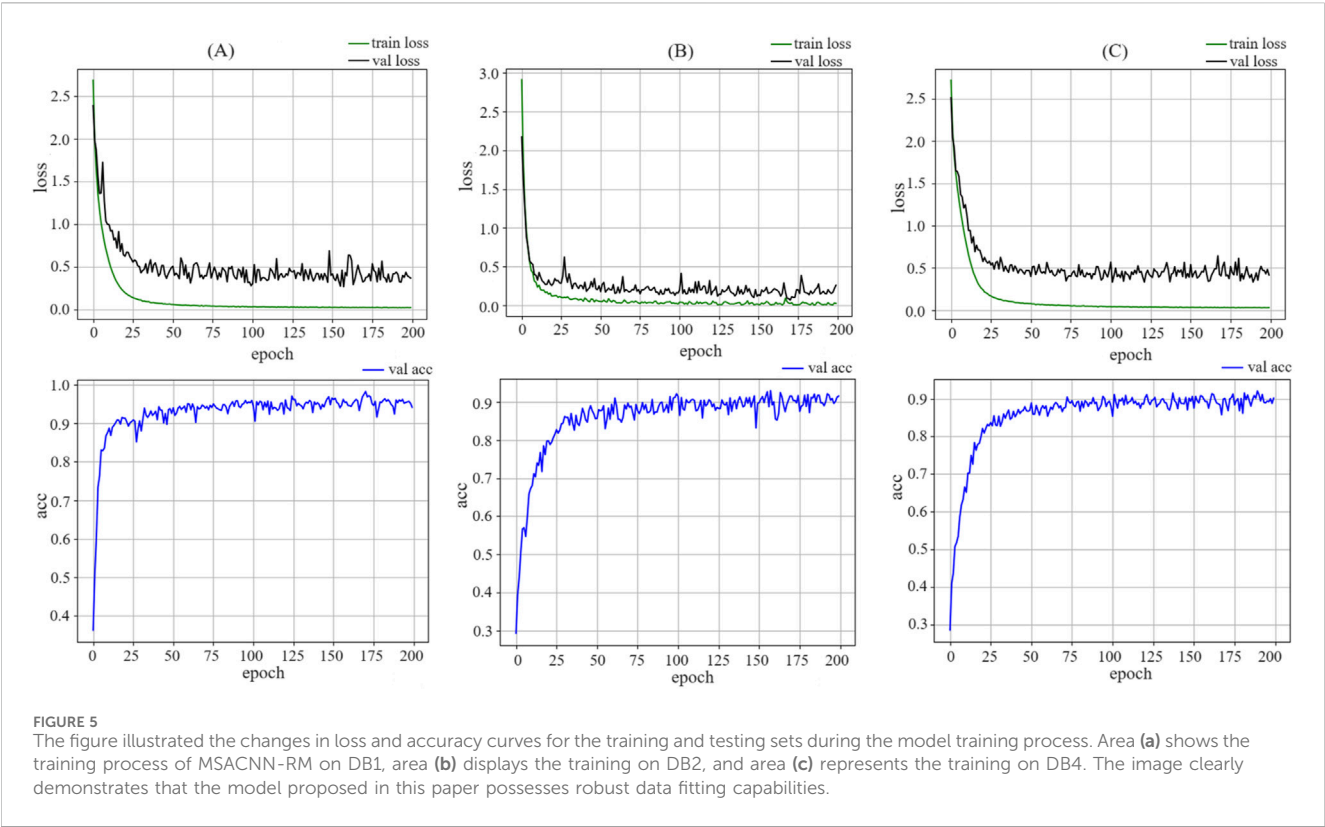 (A)
train loss
val loss
2.5
2.0
1.5
1.0
0.5
0.0
loss
0 25 50 75 100 125 150 175 200
epoch
(B)
train loss
val loss
3.0
2.5
2.0
1.5
1.0
0.5
0.0
loss
0 25 50 75 100 125 150 175 200
epoch
(C)
train loss
val loss
2.5
2.0
1.5
1.0
0.5
0.0
loss
0 25 50 75 100 125 150 175 200
epoch
val acc
1.0
0.9
0.8
0.7
0.6
0.5
0.4
acc
0 25 50 75 100 125 150 175 200
epoch
val acc
0.9
0.8
0.7
0.6
0.5
0.4
0.3
acc
0 25 50 75 100 125 150 175 200
epoch
val acc
0.9
0.8
0.7
0.6
0.5
0.4
0.3
acc
0 25 50 75 100 125 150 175 200
epoch
FIGURE 5
The figure illustrated the changes in loss and accuracy curves for the training and testing sets during the model training process. Area (a) shows the
training process of MSACNN-RM on DB1, area (b) displays the training on DB2, and area (c) represents the training on DB4. The image clearly
demonstrates that the model proposed in this paper possesses robust data fitting capabilities.